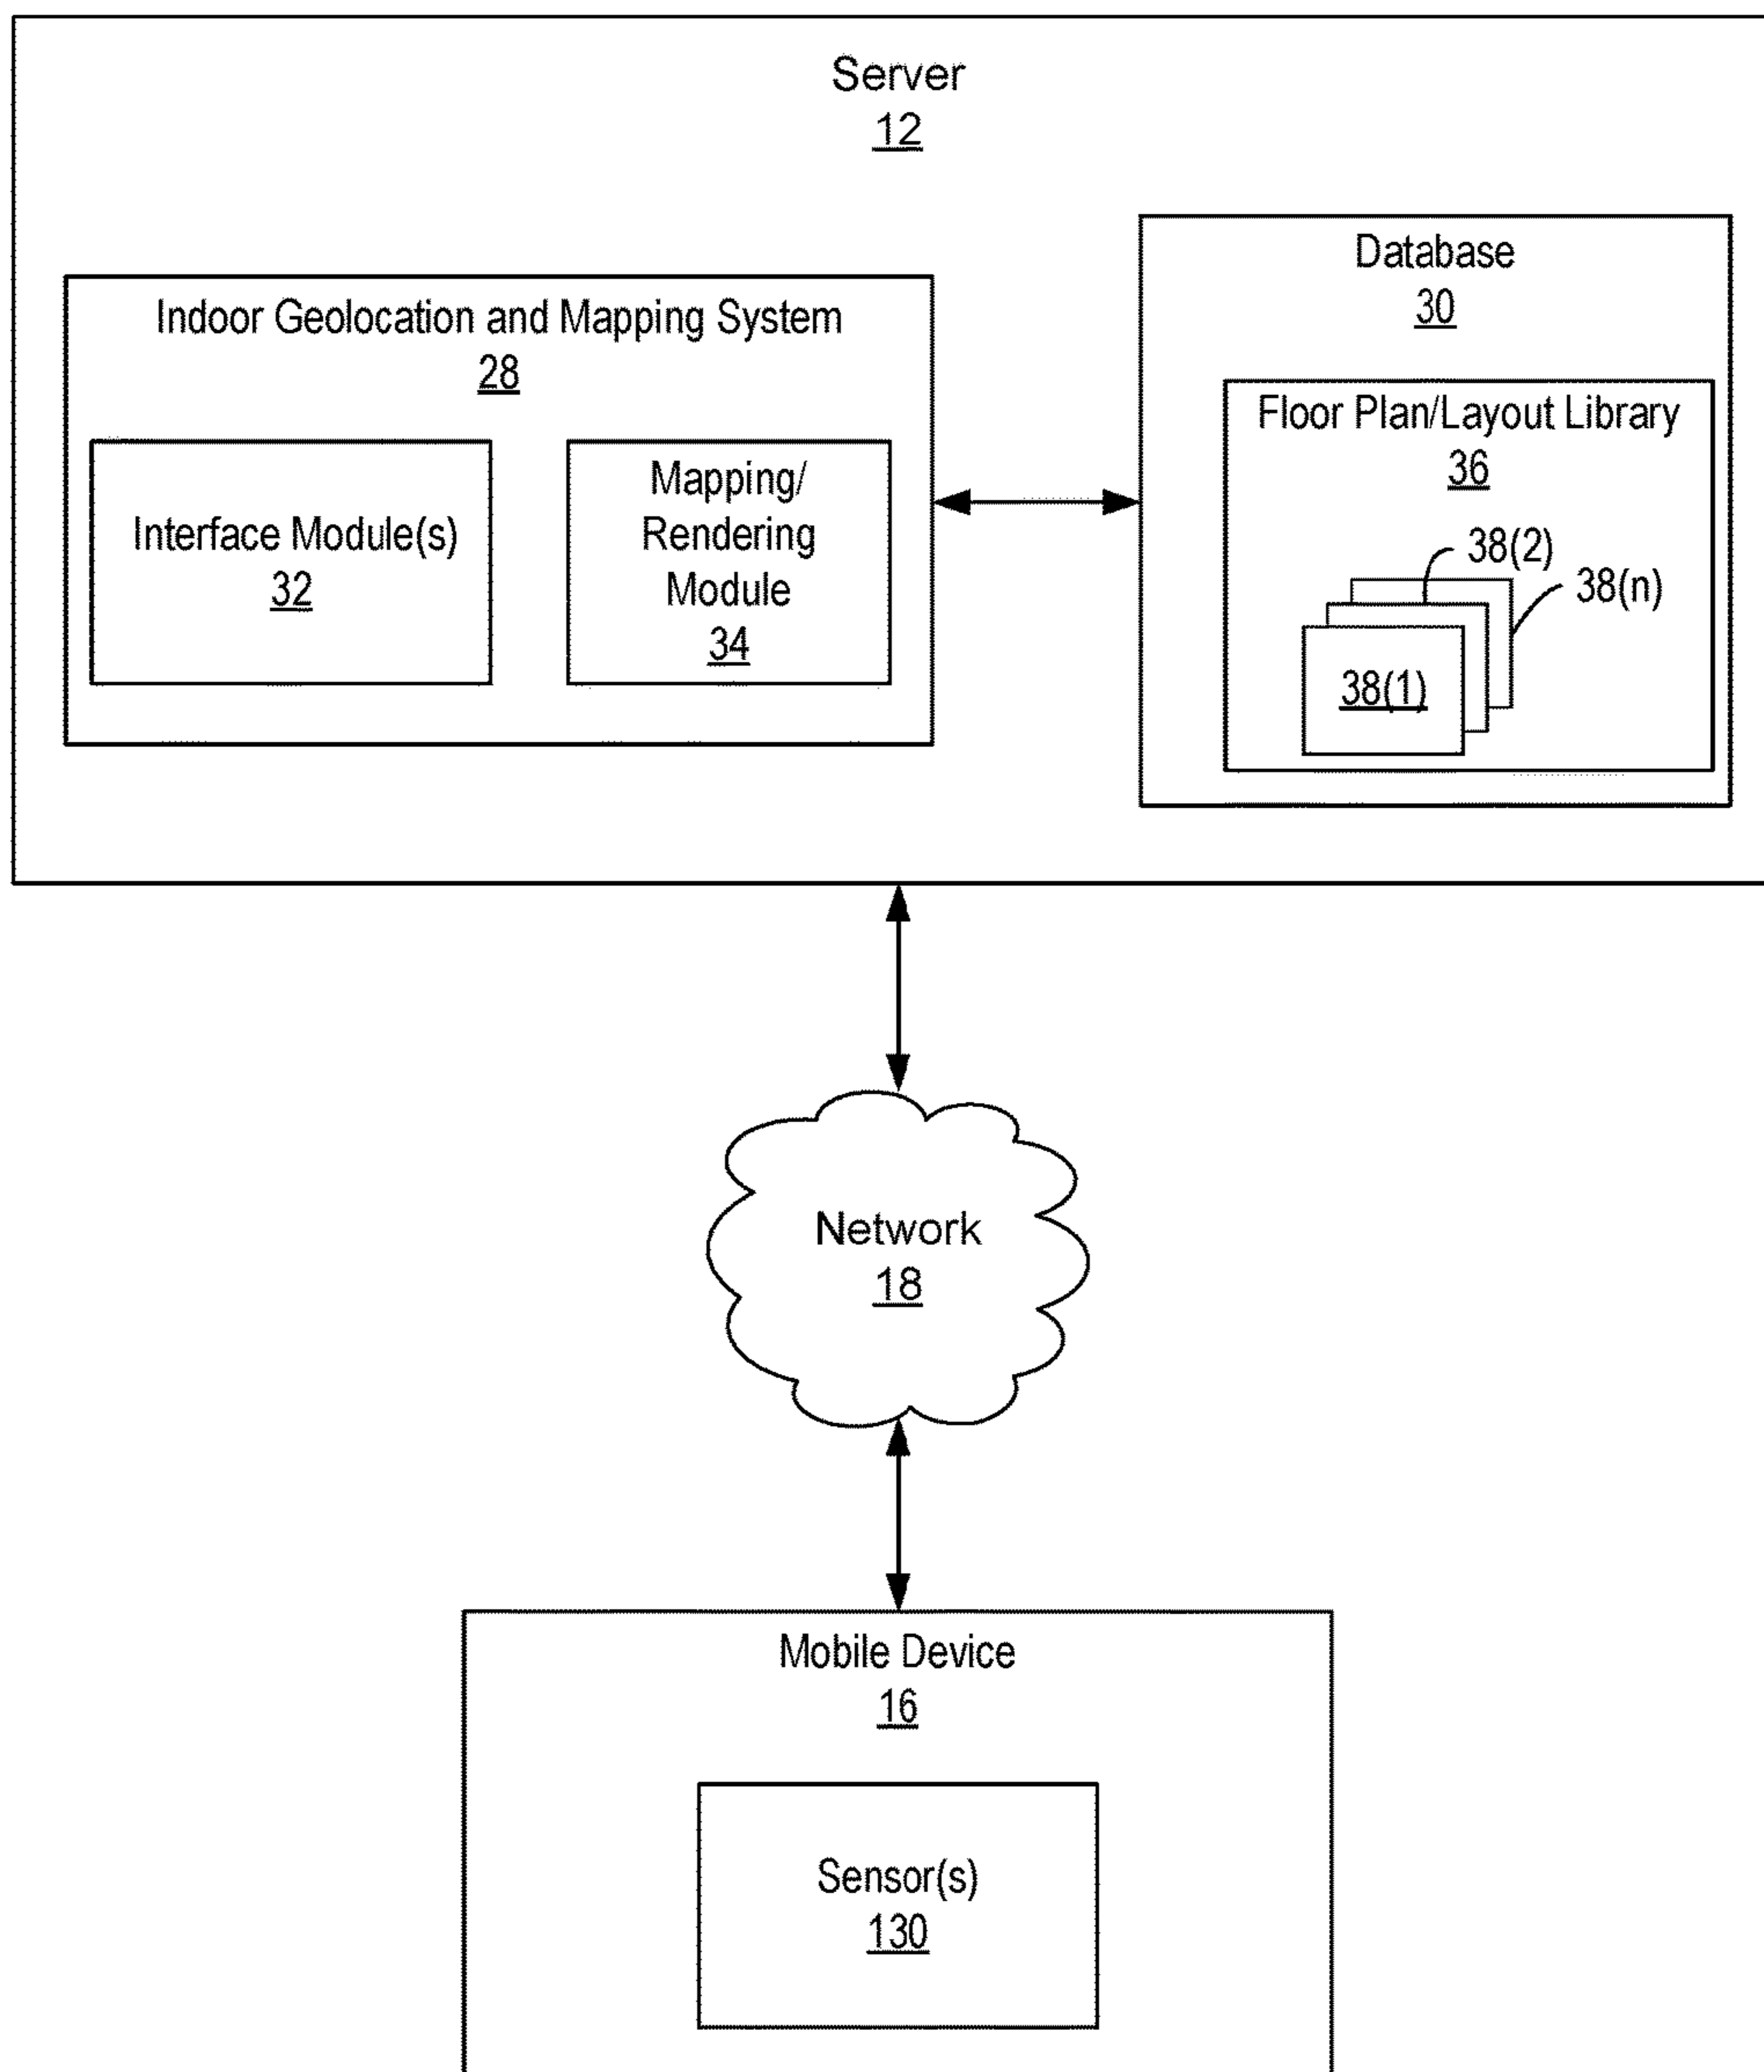 Server
12
Indoor Geolocation and Mapping System
28
Interface Module(s)
32
Mapping/
Rendering
Module
34
Database
30
Floor Plan/Layout Library
36
38(2)
38(n)
38(1)
Network
18
Mobile Device
16
Sensor(s)
130